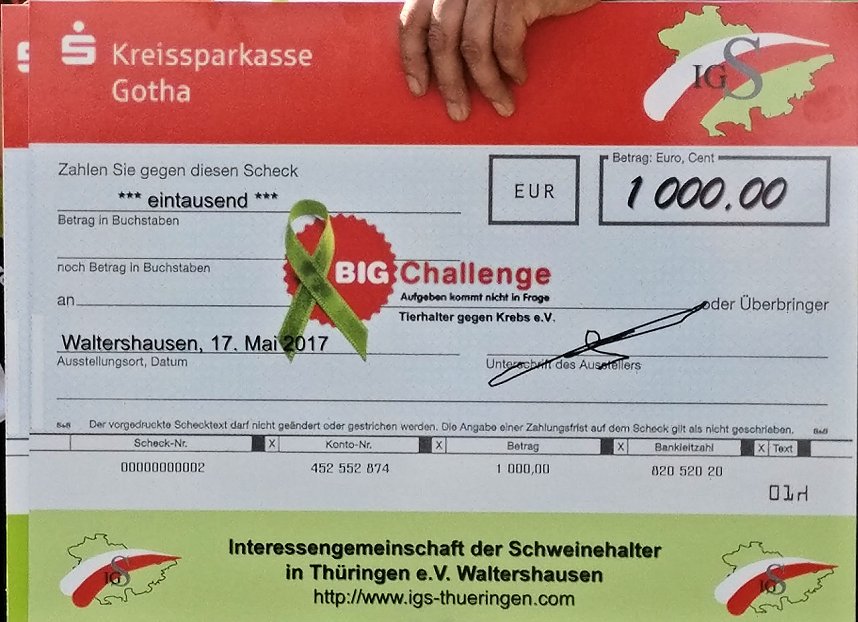 Kreissparkasse
Gotha
IGS
Zahlen Sie gegen diesen Scheck
*** eintausend ***
Betrag in Buchstaben
EUR
Betrag: Euro, Cent
1 000,00
noch Betrag in Buchstaben
BIG Challenge
Aufgeben kommt nicht in Frage
Tierhalter gegen Krebs e.V.
an
oder Überbringer
Waltershausen, 17. Mai 2017
Ausstellungsort, Datum
Unterschrift des Ausstellers
Der vorgedruckte Schecktext darf nicht geändert oder gestrichen werden. Die Angabe einer Zahlungsfrist auf dem Scheck gilt als nicht geschrieben.
Scheck-Nr. X Konto-Nr. X Betrag X Bankleitzahl X Text
00000000002 452 552 874 1 000,00 820 520 20
01
Interessengemeinschaft der Schweinehalter
in Thüringen e.V. Waltershausen
http://www.igs-thueringen.com
IGS
IGS